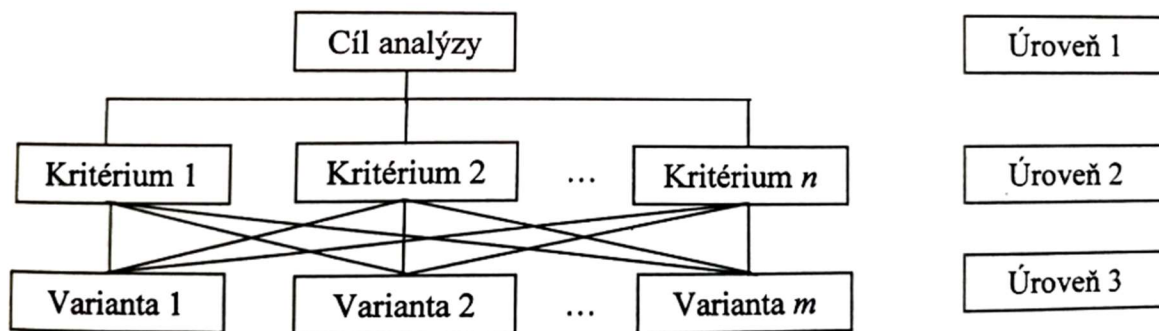 Cíl analýzy
Úroveň 1
Kritérium 1
Kritérium 2
...
Kritérium n
Úroveň 2
Varianta 1
Varianta 2
...
Varianta m
Úroveň 3